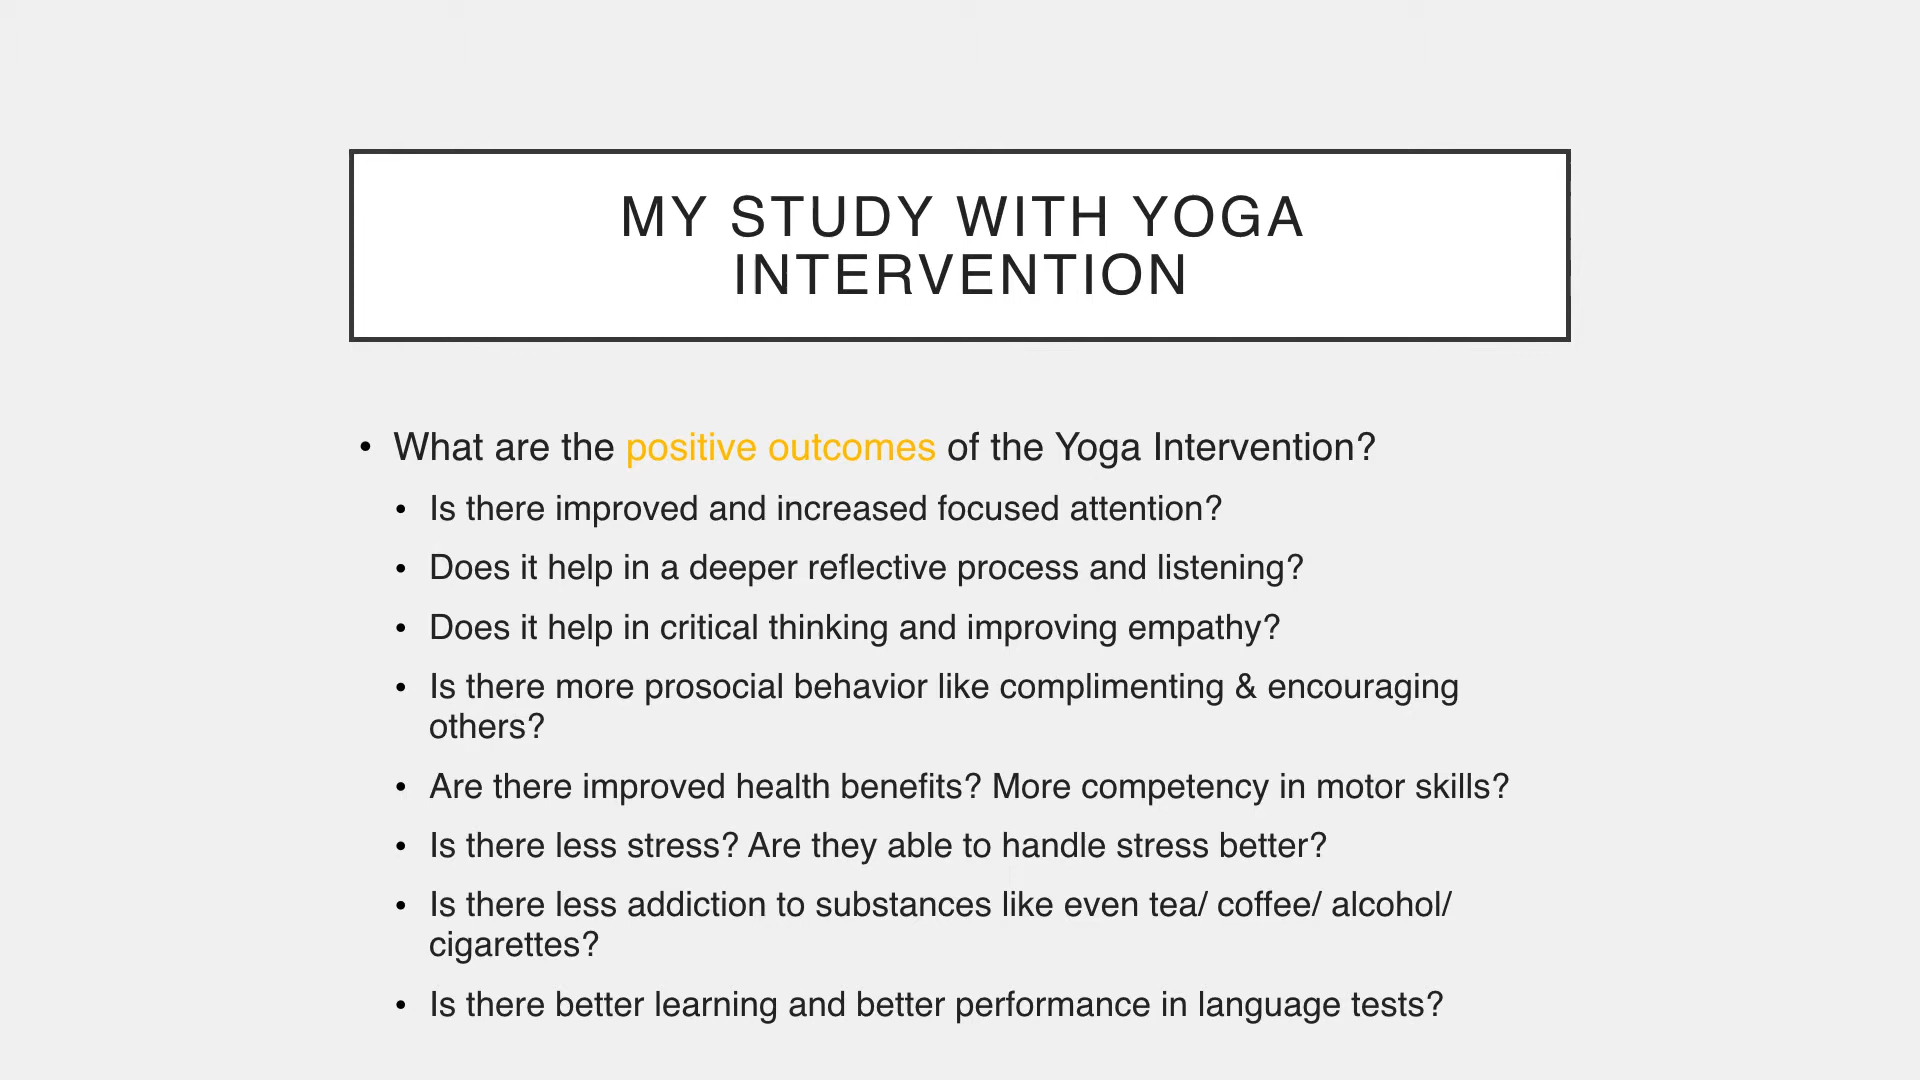 MY STUDY WITH YOGA
INTERVENTION
• What are the positive outcomes of the Yoga Intervention?
• Is there improved and increased focused attention?
• Does it help in a deeper reflective process and listening?
• Does it help in critical thinking and improving empathy?
• Is there more prosocial behavior like complimenting & encouraging
others?
• Are there improved health benefits? More competency in motor skills?
• Is there less stress? Are they able to handle stress better?
• Is there less addiction to substances like even tea/ coffee/ alcohol/
cigarettes?
• Is there better learning and better performance in language tests?